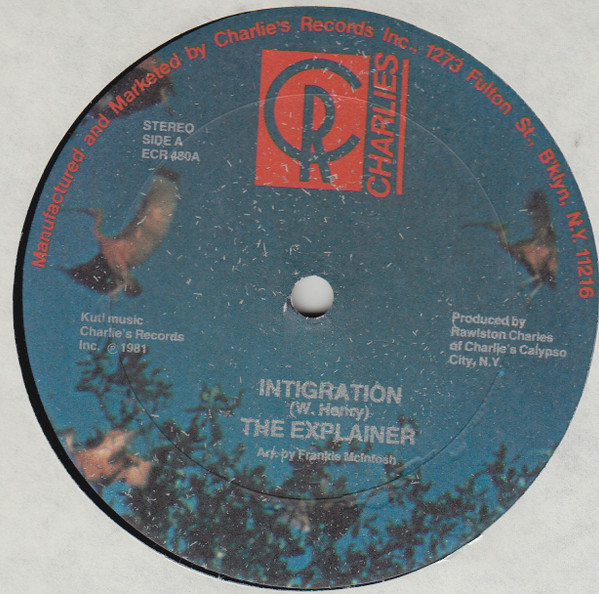 Manufactured and Marketed by Charlie's Records Inc., 1273 Fulton St., Bklyn, N.Y. 11216
CRC
CHARLIES
STEREO
SIDE A
ECR 480A
Kuti music
Charlie's Records
Inc. ℗ 1981
Produced by
Rawlston Charles
of Charlie's Calypso
City, N.Y.
INTIGRATION
(W. Henry)
THE EXPLAINER
Arr. by Frankie McIntosh